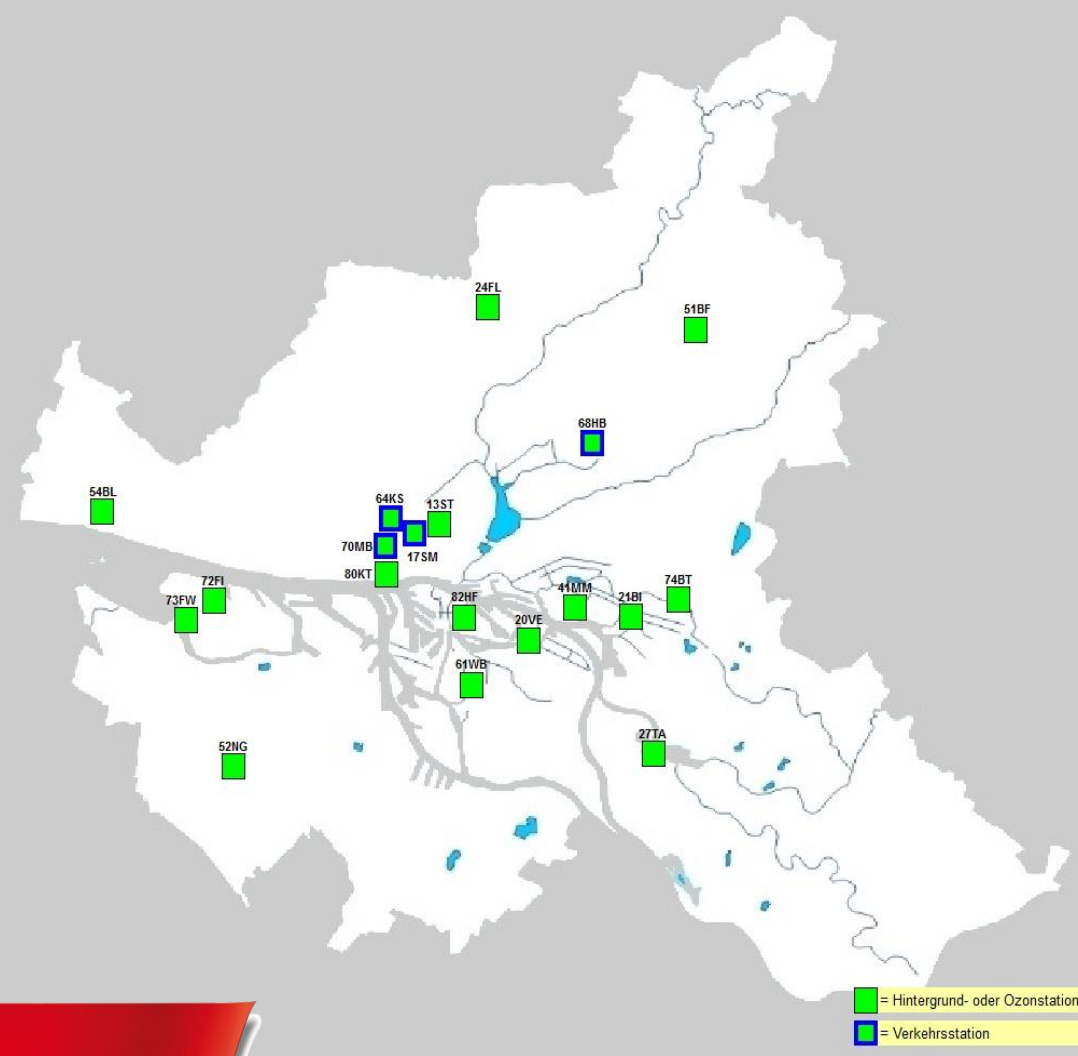 24FL
51BF
68HB
54BL
64KS
13ST
70MB
17SM
80KT
72FI
73FW
82HF
41MM
21BI
74BT
20VE
61WB
27TA
52NG
= Hintergrund- oder Ozonstation
= Verkehrsstation